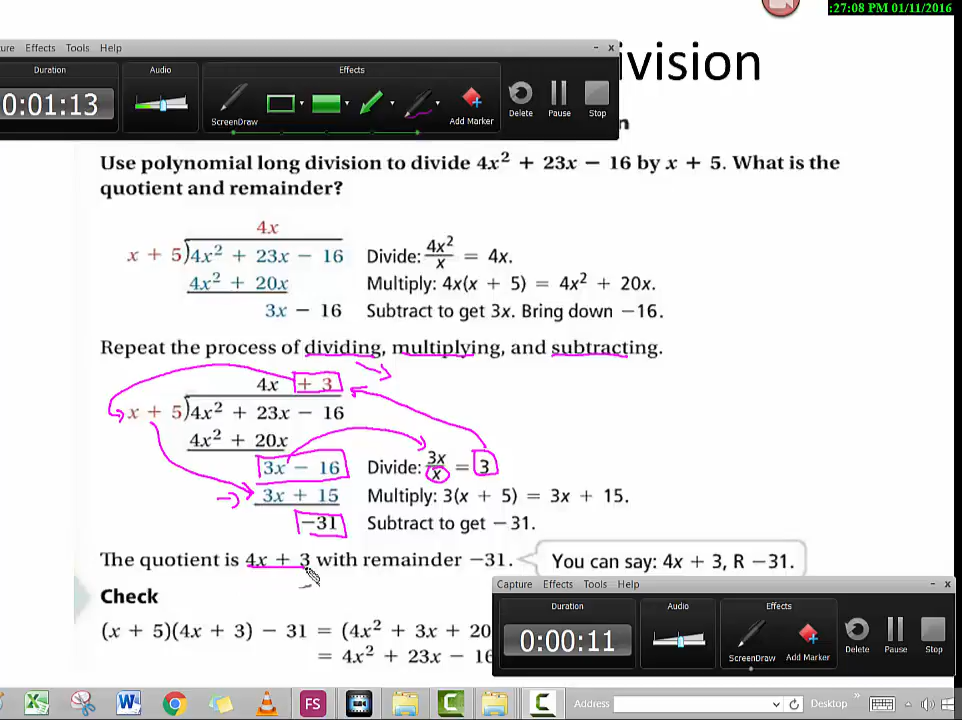 :27:08 PM 01/11/2016
ure Effects Tools Help
Duration Audio Effects
0:01:13
ScreenDraw Add Marker Delete Pause Stop
ivision
n
Use polynomial long division to divide 4x² + 23x − 16 by x + 5. What is the
quotient and remainder?
4x
x + 5)4x² + 23x − 16 Divide: 4x²/x = 4x.
4x² + 20x Multiply: 4x(x + 5) = 4x² + 20x.
3x − 16 Subtract to get 3x. Bring down −16.
Repeat the process of dividing, multiplying, and subtracting.
4x + 3
x + 5)4x² + 23x − 16
4x² + 20x
3x − 16 Divide: 3x/x = 3
3x + 15 Multiply: 3(x + 5) = 3x + 15.
−31 Subtract to get −31.
The quotient is 4x + 3 with remainder −31. You can say: 4x + 3, R −31.
Check
(x + 5)(4x + 3) − 31 = (4x² + 3x + 20
= 4x² + 23x − 16
Capture Effects Tools Help
Duration Audio Effects
0:00:11
ScreenDraw Add Marker Delete Pause Stop
Address Desktop
FS